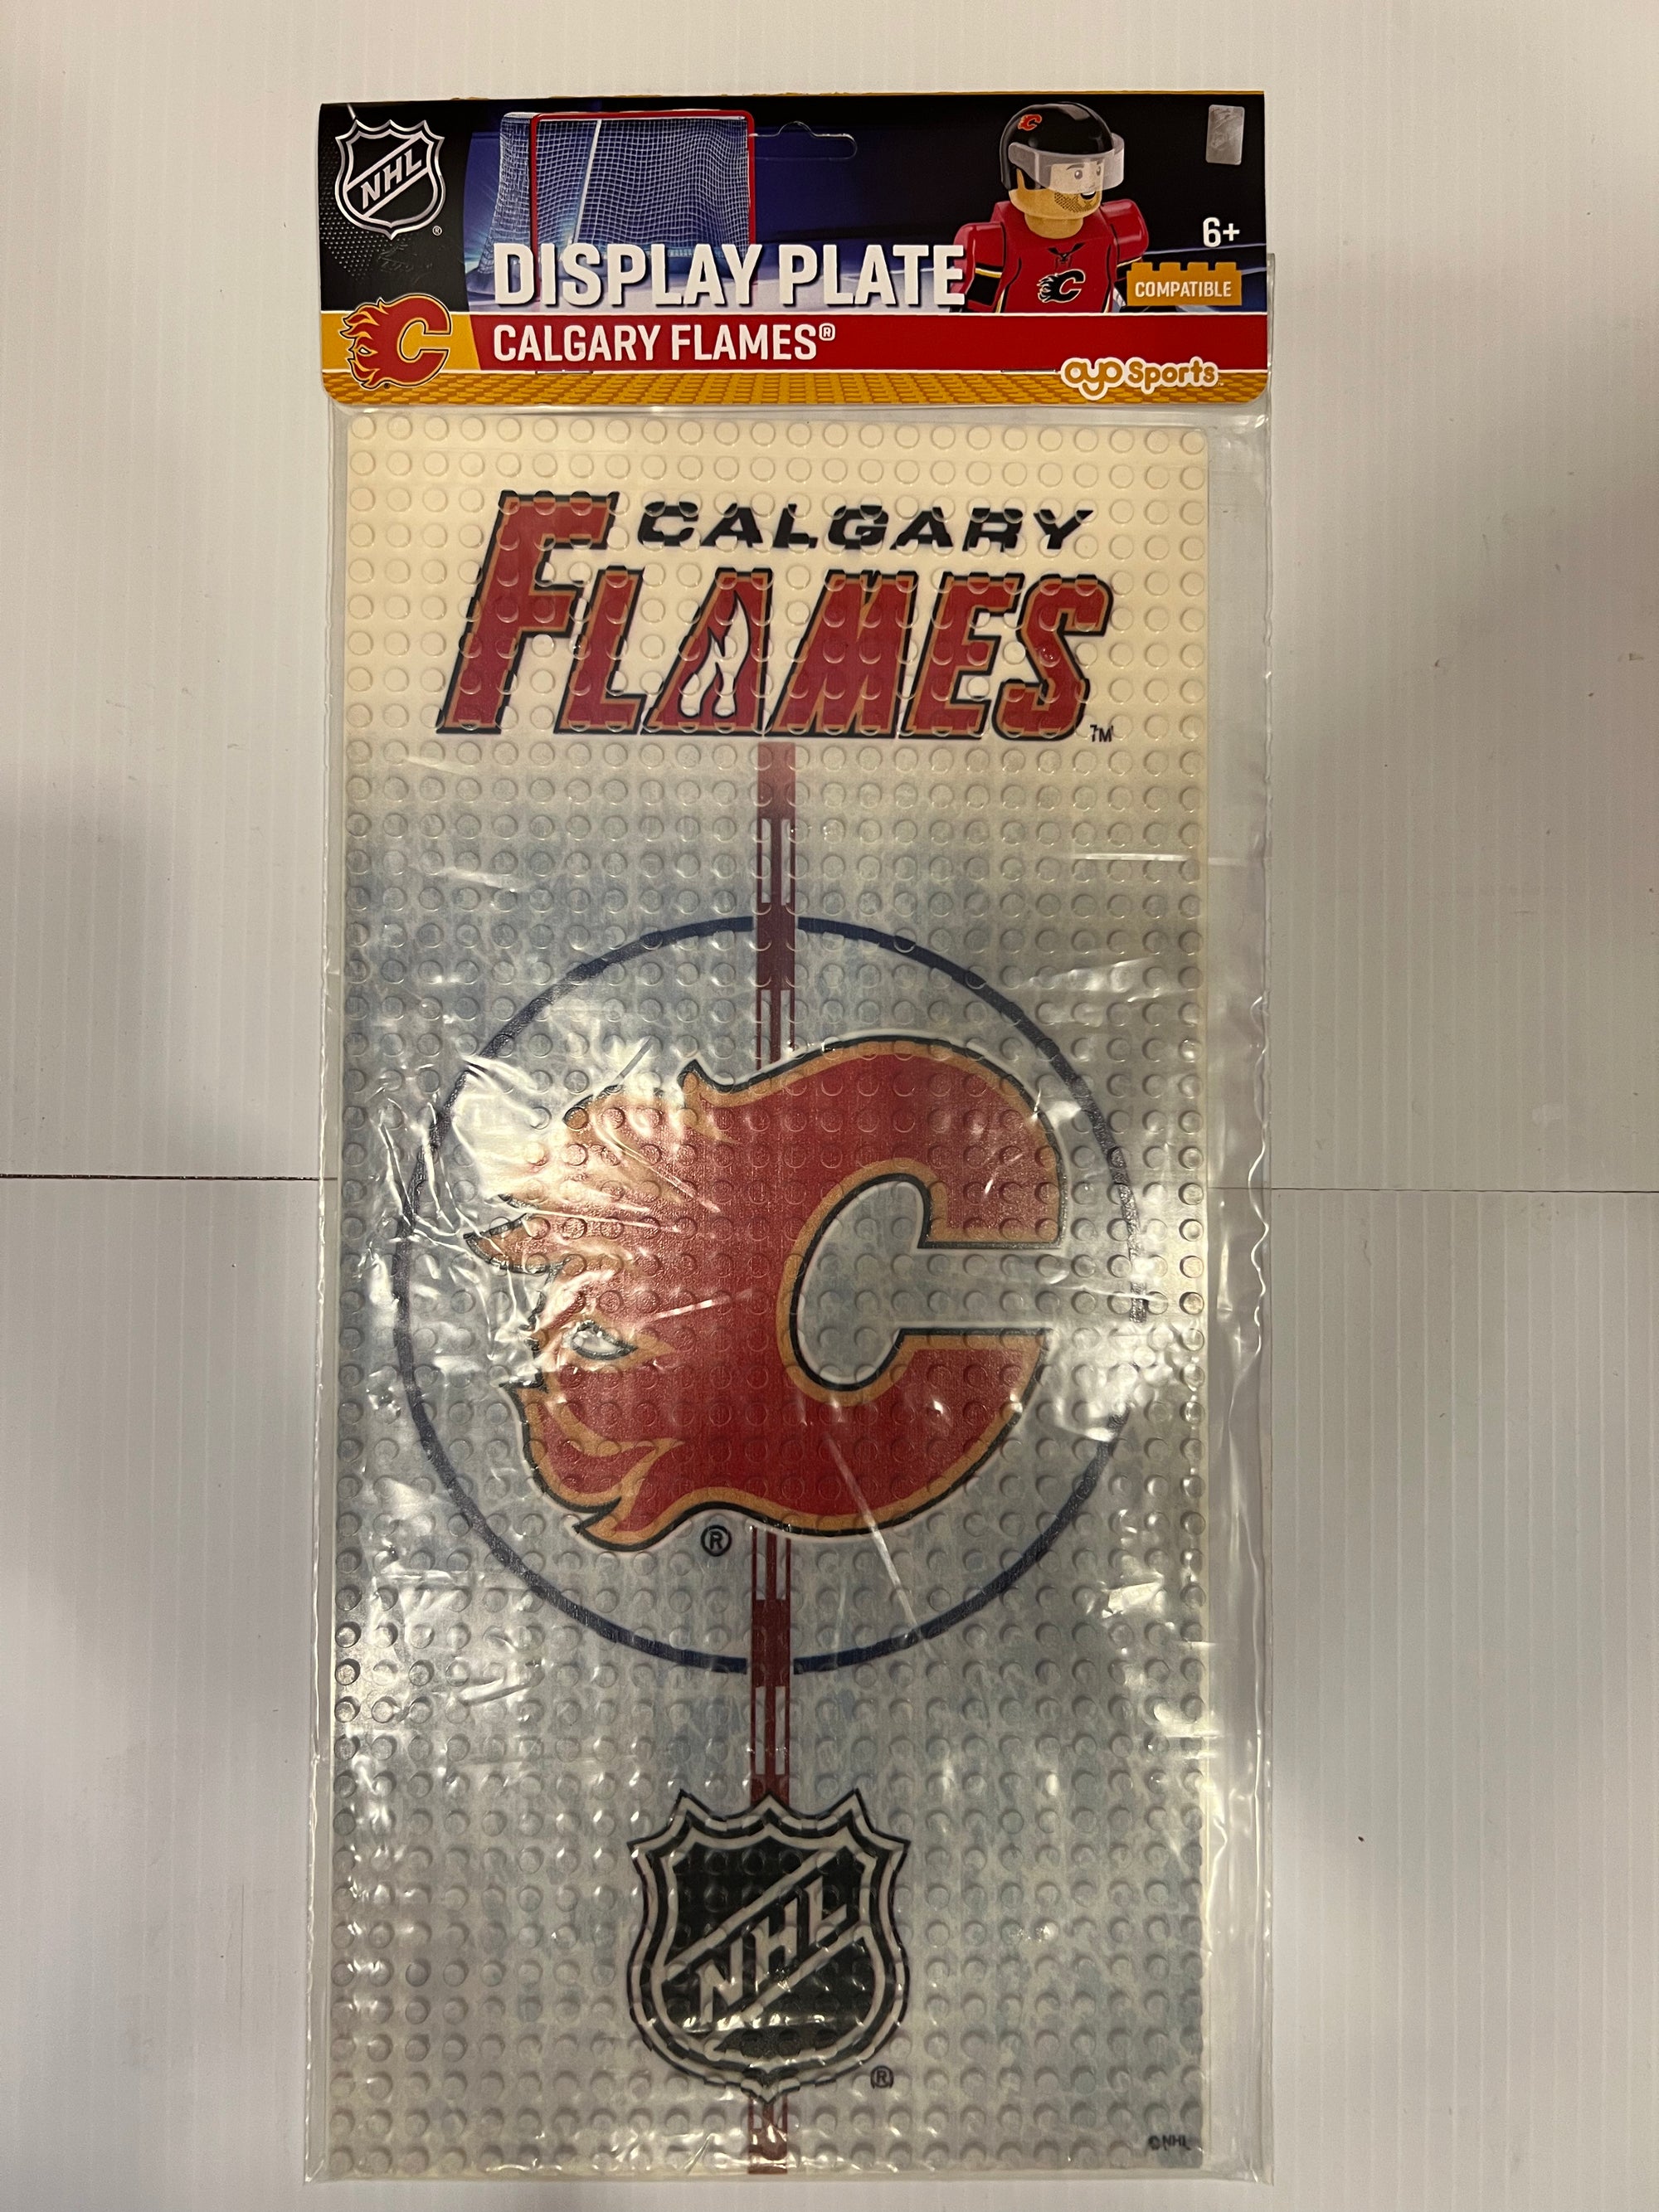 NHL
®
DISPLAY PLATE
6+
COMPATIBLE
CALGARY FLAMES®
oyo Sports
CALGARY
FLAMES
TM
®
NHL
®
©NHL